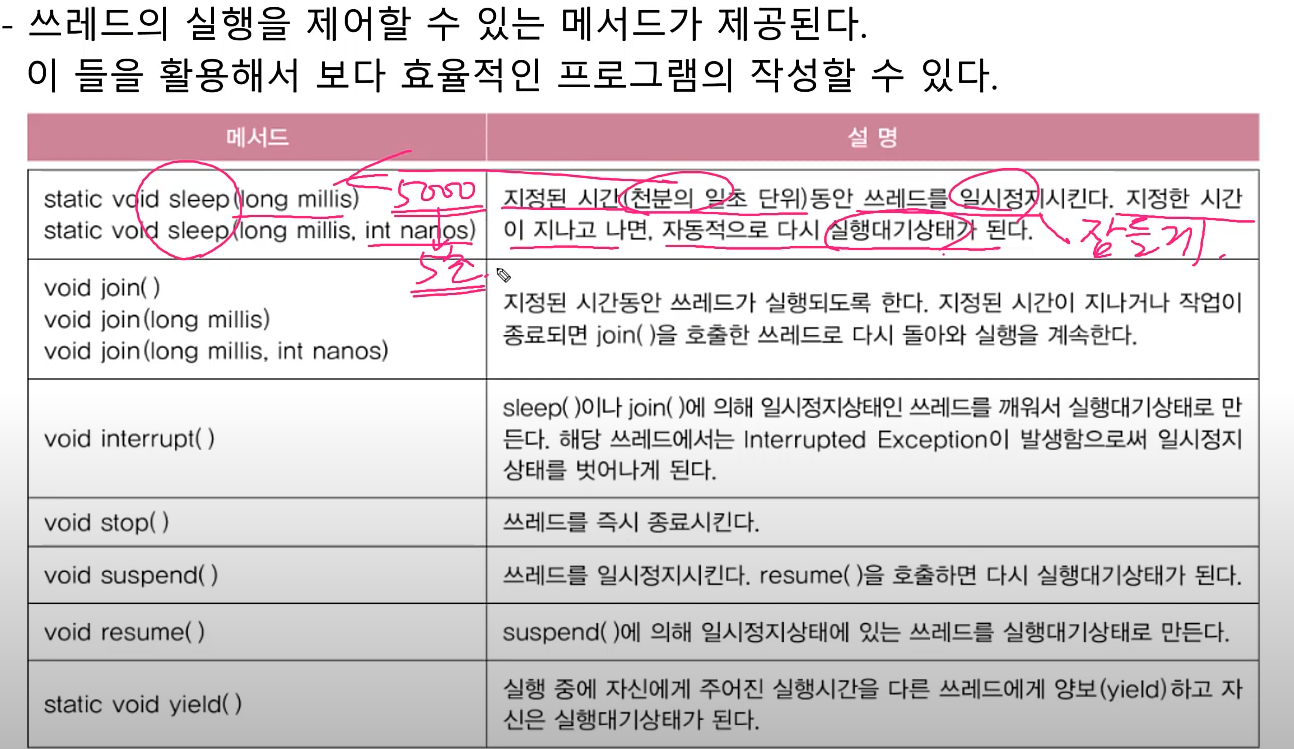 - 쓰레드의 실행을 제어할 수 있는 메서드가 제공된다.
이 들을 활용해서 보다 효율적인 프로그램의 작성할 수 있다.
메서드
설 명
static void sleep(long millis)
static void sleep(long millis, int nanos)
5000
5초.
지정된 시간(천분의 일초 단위)동안 쓰레드를 일시정지시킨다. 지정한 시간
이 지나고 나면, 자동적으로 다시 실행대기상태가 된다.
잠들기.
void join( )
void join(long millis)
void join(long millis, int nanos)
지정된 시간동안 쓰레드가 실행되도록 한다. 지정된 시간이 지나거나 작업이
종료되면 join( )을 호출한 쓰레드로 다시 돌아와 실행을 계속한다.
void interrupt( )
sleep( )이나 join( )에 의해 일시정지상태인 쓰레드를 깨워서 실행대기상태로 만
든다. 해당 쓰레드에서는 Interrupted Exception이 발생함으로써 일시정지
상태를 벗어나게 된다.
void stop( )
쓰레드를 즉시 종료시킨다.
void suspend( )
쓰레드를 일시정지시킨다. resume( )을 호출하면 다시 실행대기상태가 된다.
void resume( )
suspend( )에 의해 일시정지상태에 있는 쓰레드를 실행대기상태로 만든다.
static void yield( )
실행 중에 자신에게 주어진 실행시간을 다른 쓰레드에게 양보(yield)하고 자
신은 실행대기상태가 된다.